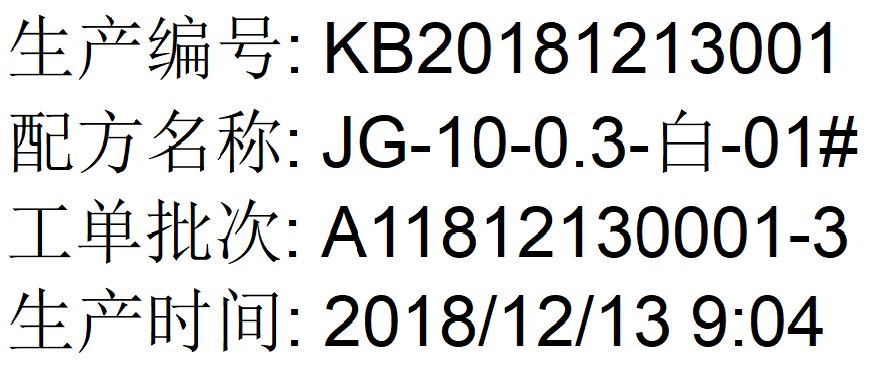 生产编号: KB20181213001
配方名称: JG-10-0.3-白-01#
工单批次: A11812130001-3
生产时间: 2018/12/13 9:04